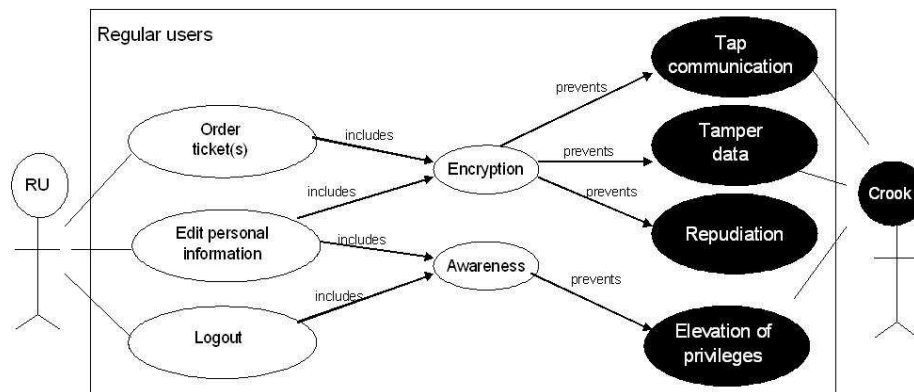 Regular users
Tap
communication
prevents
Order
ticket(s)
includes
Tamper
data
prevents
Encryption
RU
includes
prevents
Crook
Edit personal
information
includes
Repudiation
Awareness
prevents
includes
Logout
Elevation of
privileges